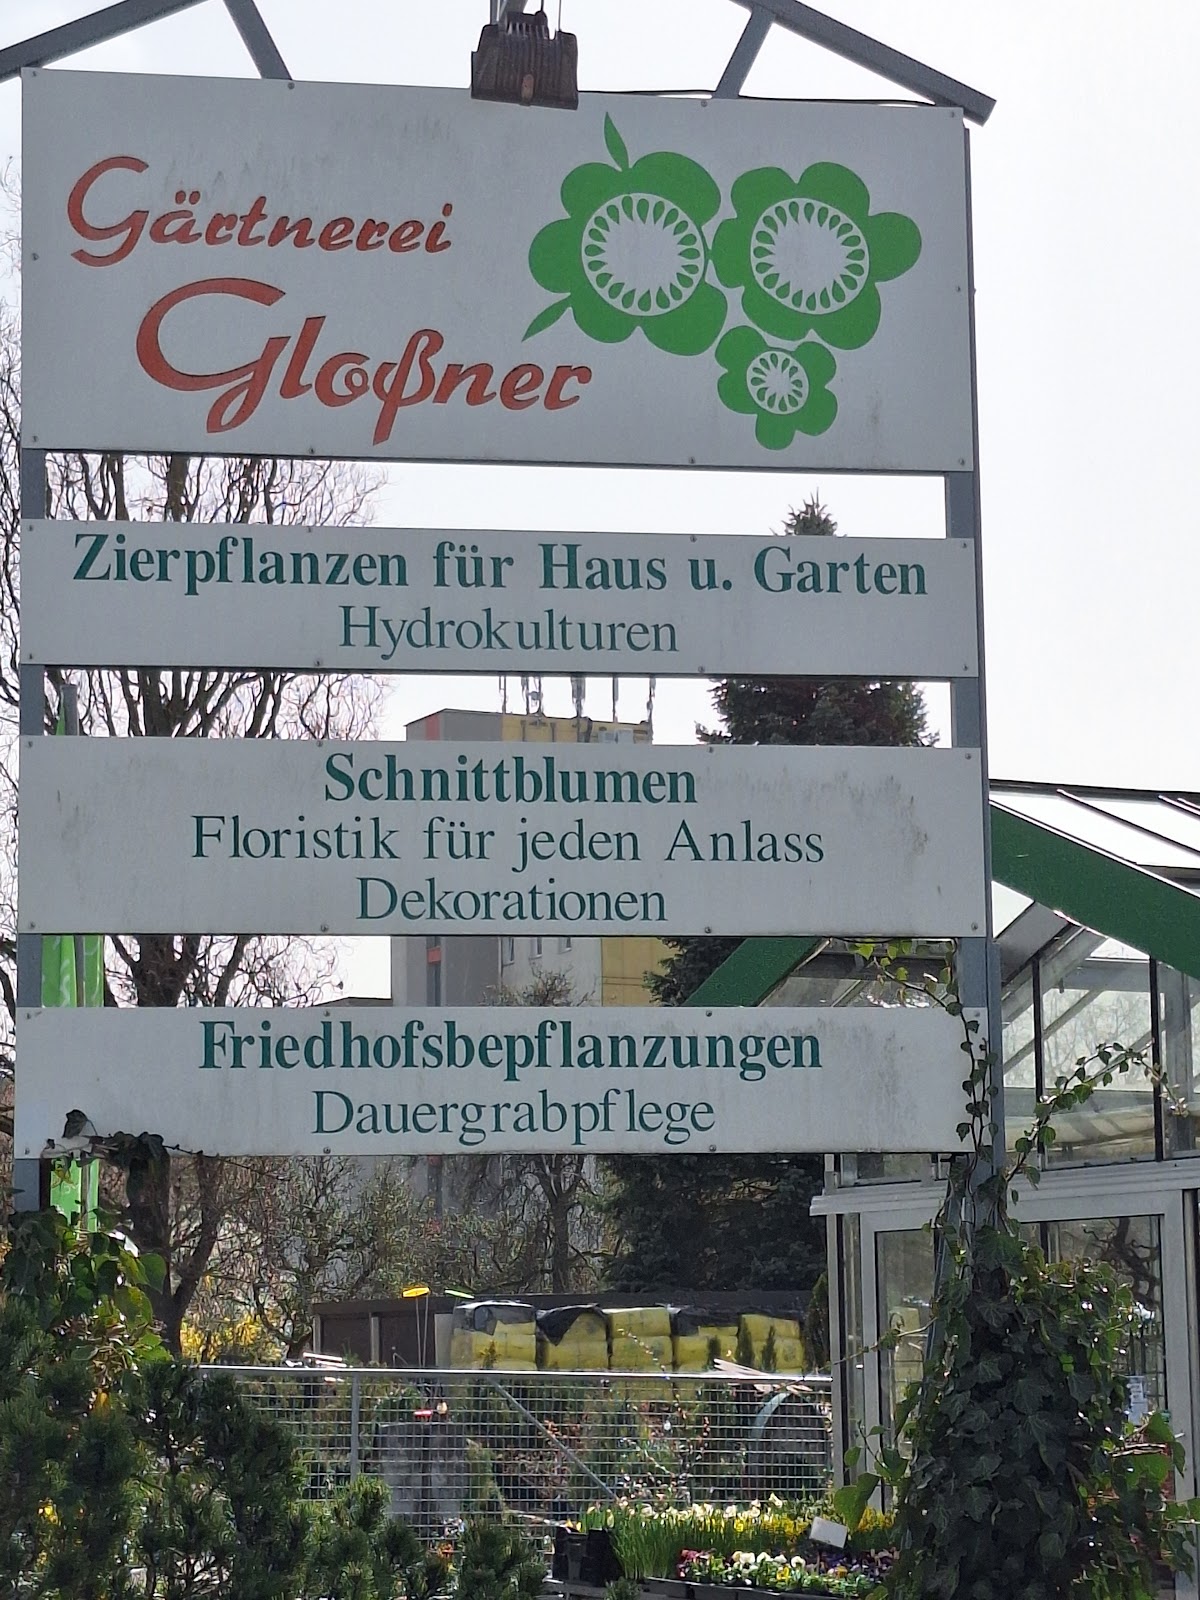 Gärtnerei
Gloßner
Zierpflanzen für Haus u. Garten
Hydrokulturen
Schnittblumen
Floristik für jeden Anlass
Dekorationen
Friedhofsbepflanzungen
Dauergrabpflege